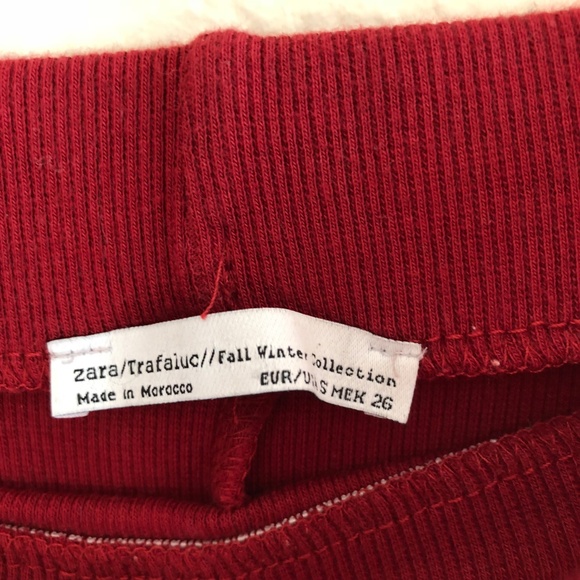 zara/Trafaluc//Fall Winter Collection
Made in Morocco
EUR/USA S MEX 26